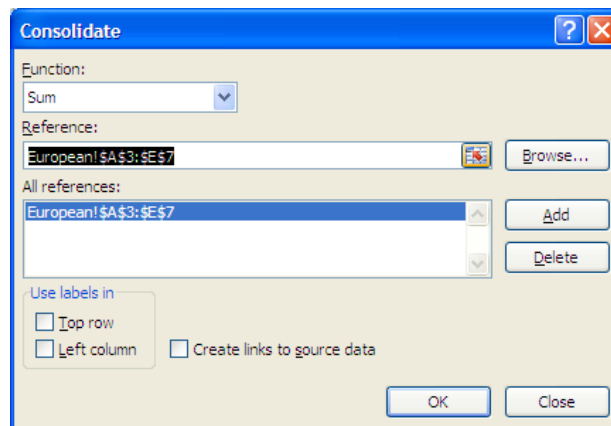 Consolidate
Function:
Sum
Reference:
European!$A$3:$E$7
Browse...
All references:
European!$A$3:$E$7
Add
Delete
Use labels in
Top row
Left column
Create links to source data
OK
Close